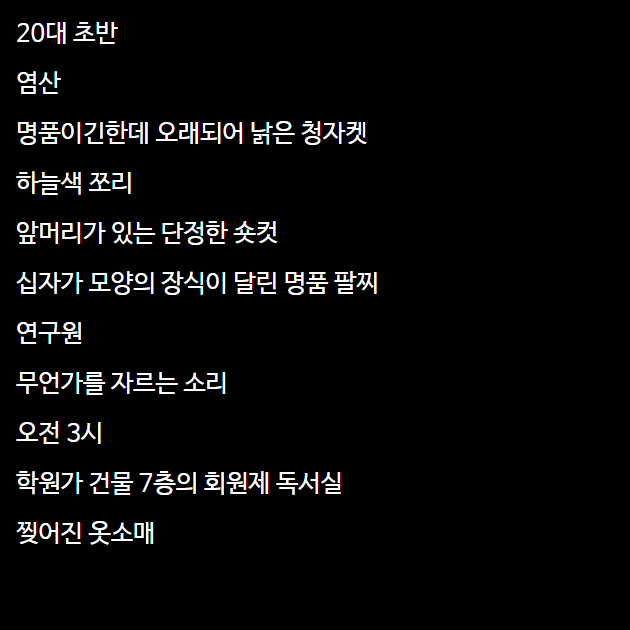 20대 초반
염산
명품이긴한데 오래되어 낡은 청자켓
하늘색 쪼리
앞머리가 있는 단정한 숏컷
십자가 모양의 장식이 달린 명품 팔찌
연구원
무언가를 자르는 소리
오전 3시
학원가 건물 7층의 회원제 독서실
찢어진 옷소매